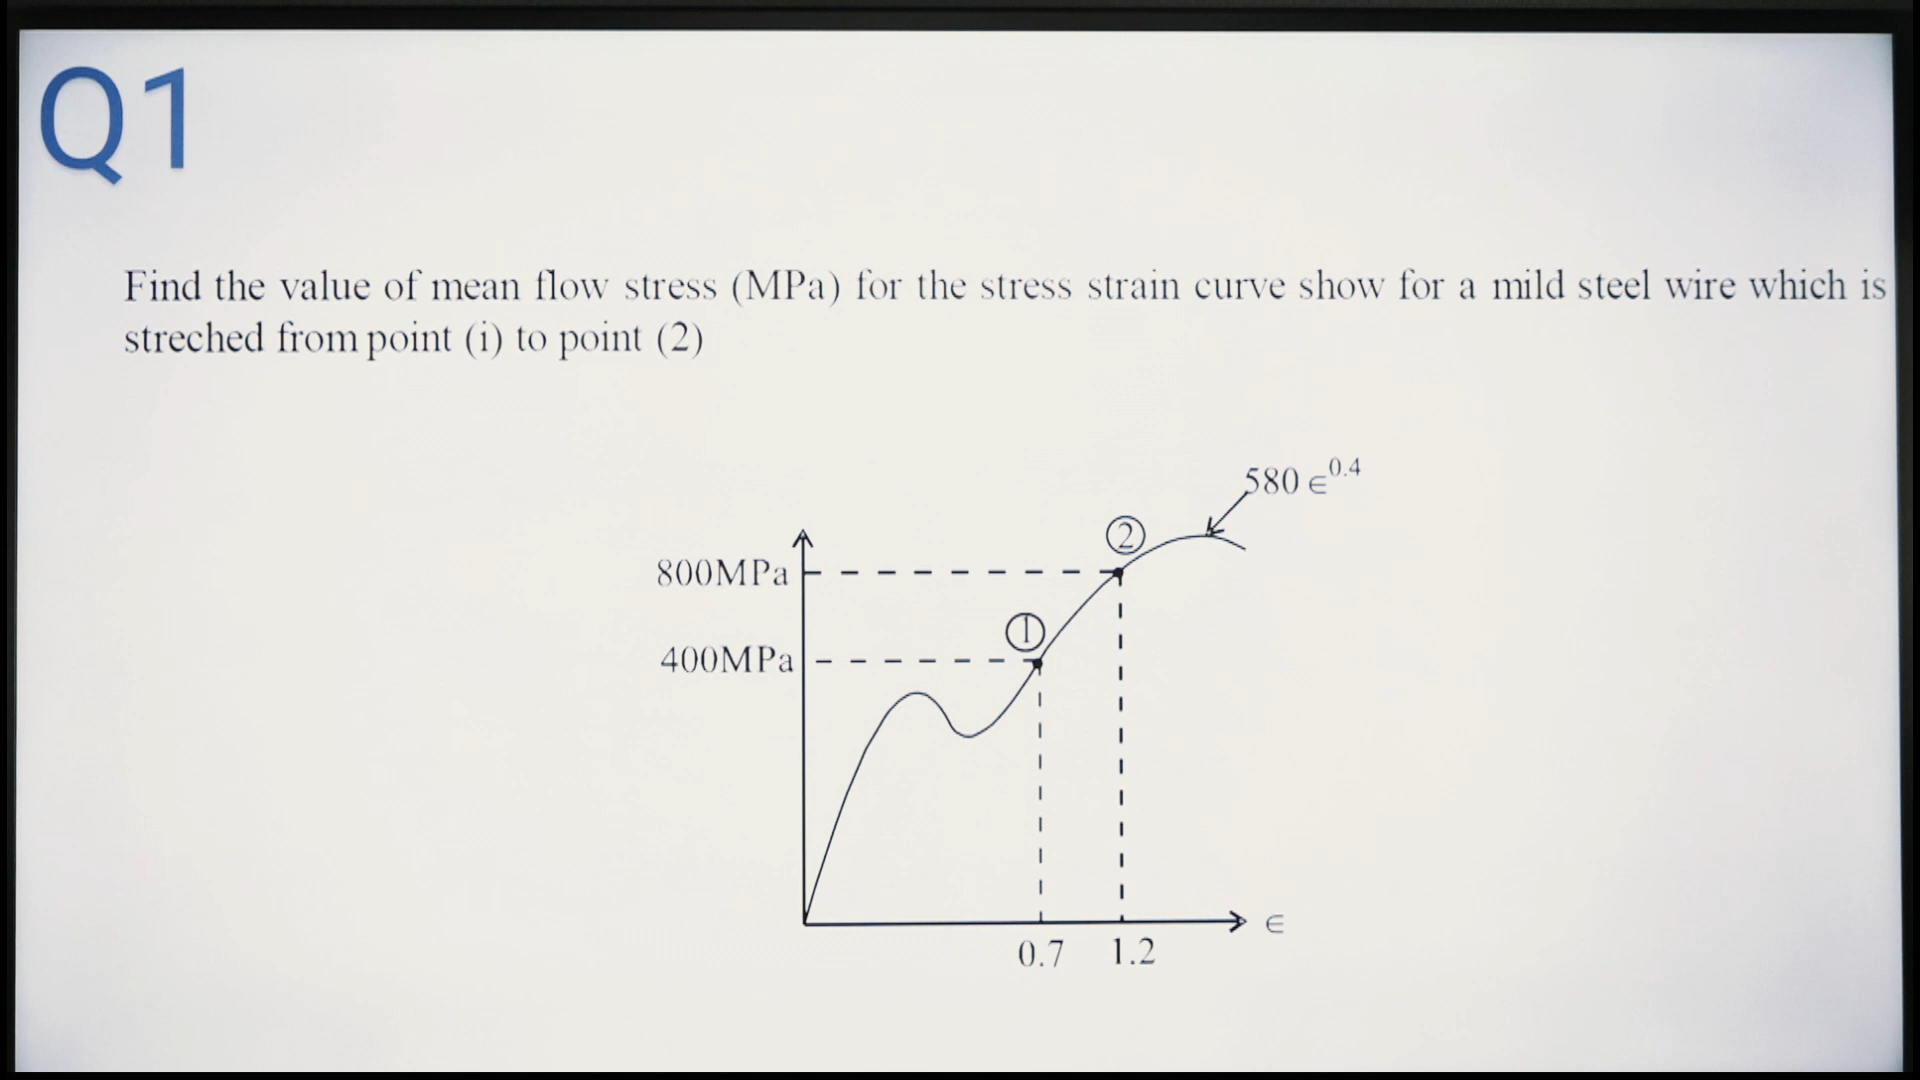 Q1
Find the value of mean flow stress (MPa) for the stress strain curve show for a mild steel wire which is
streched from point (i) to point (2)
580 ∈^0.4
②
800MPa
①
400MPa
∈
0.7 1.2